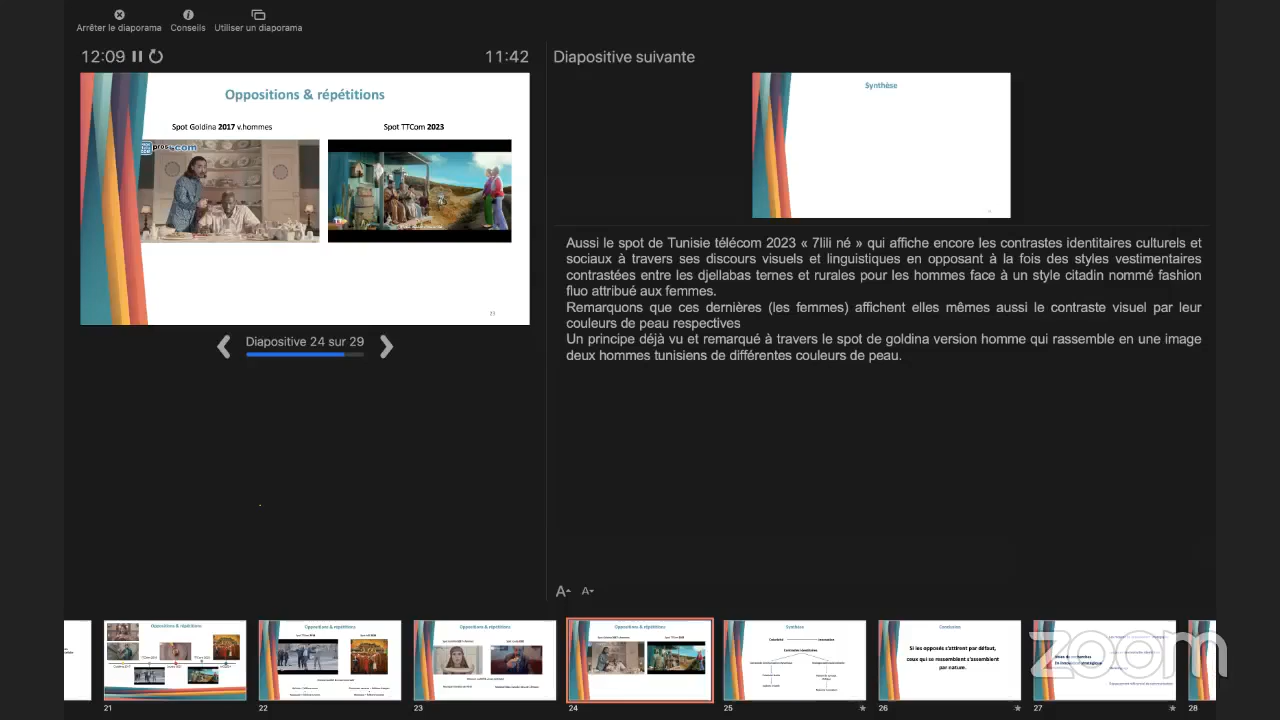 Arrêter le diaporama
Conseils
Utiliser un diaporama
12:09
11:42
Diapositive suivante
Oppositions & répétitions
Spot Goldina 2017 v.hommes
Spot TTCom 2023
23
Diapositive 24 sur 29
Synthèse
Aussi le spot de Tunisie télécom 2023 « 7lili né » qui affiche encore les contrastes identitaires culturels et
sociaux à travers ses discours visuels et linguistiques en opposant à la fois des styles vestimentaires
contrastées entre les djellabas ternes et rurales pour les hommes face à un style citadin nommé fashion
fluo attribué aux femmes.
Remarquons que ces dernières (les femmes) affichent elles mêmes aussi le contraste visuel par leur
couleurs de peau respectives
Un principe déjà vu et remarqué à travers le spot de goldina version homme qui rassemble en une image
deux hommes tunisiens de différentes couleurs de peau.
A
A
Oppositions & répétitions
Oppositions & répétitions
Oppositions & répétitions
Oppositions & répétitions
Synthèse
Si les opposés s'attirent par défaut,
ceux qui se ressemblent s'assemblent
par nature.
21
22
23
24
25
26
27
28
zoom